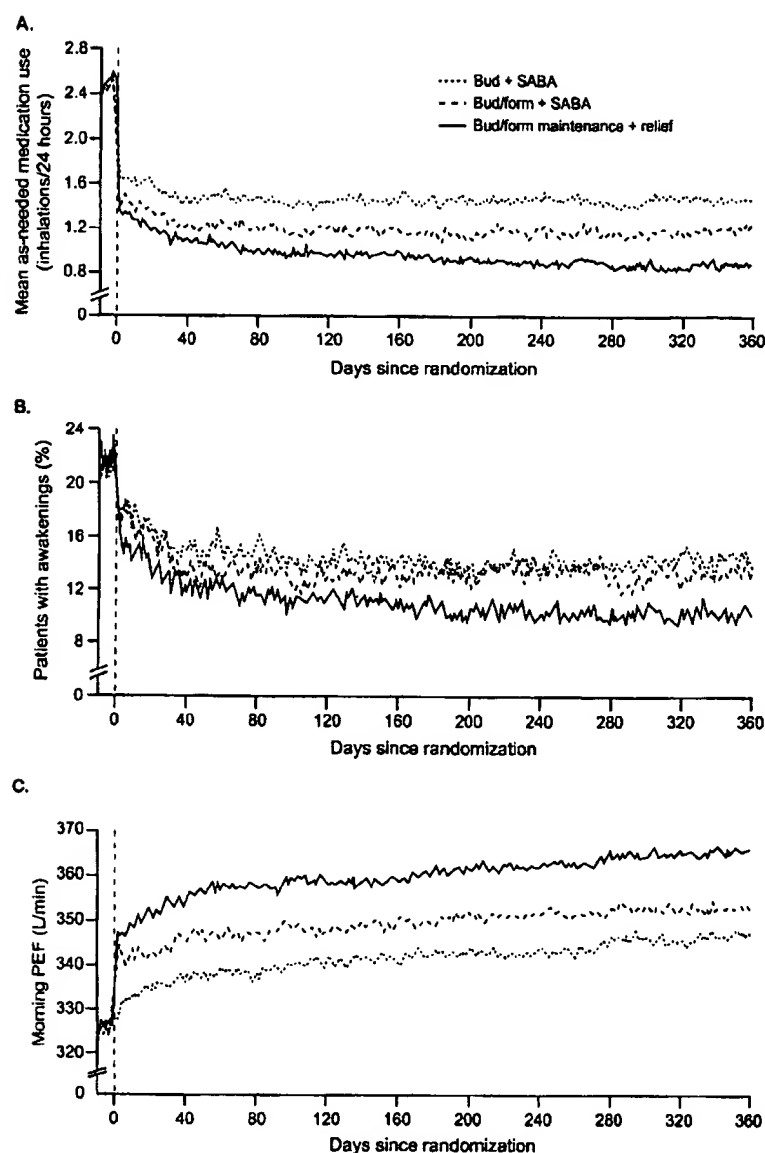 A.
Mean as-needed medication use
(inhalations/24 hours)
2.8
2.4
1.6
1.2
0.8
0
Bud + SABA
Bud/form + SABA
Bud/form maintenance + relief
0 40 80 120 160 200 240 280 320 360
Days since randomization
B.
Patients with awakenings (%)
24
20
16
12
8
0
0 40 80 120 160 200 240 280 320 360
Days since randomization
C.
Morning PEF (L/min)
370
360
350
340
330
320
0
0 40 80 120 160 200 240 280 320 360
Days since randomization